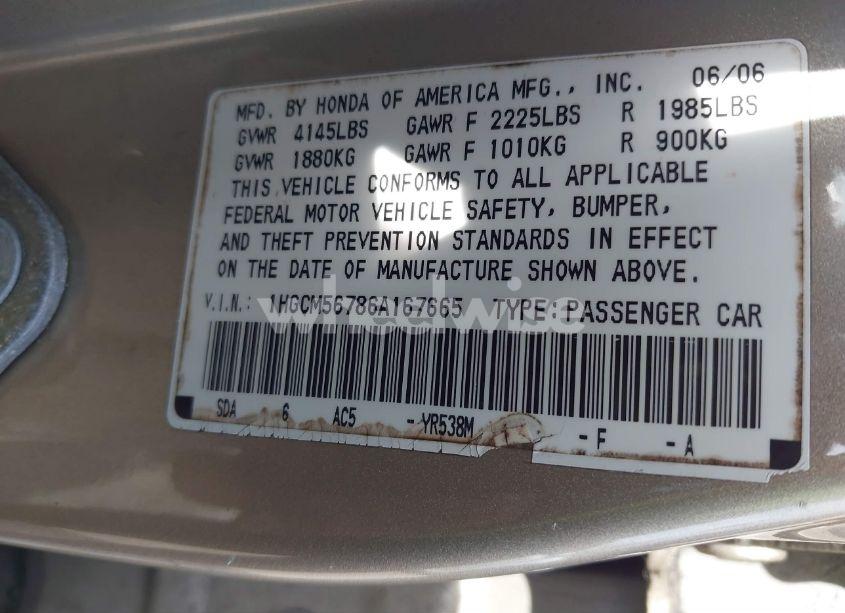 MFD. BY HONDA OF AMERICA MFG., INC. 06/06
GVWR 4145LBS GAWR F 2225LBS R 1985LBS
GVWR 1880KG GAWR F 1010KG R 900KG
THIS VEHICLE CONFORMS TO ALL APPLICABLE
FEDERAL MOTOR VEHICLE SAFETY, BUMPER,
AND THEFT PREVENTION STANDARDS IN EFFECT
ON THE DATE OF MANUFACTURE SHOWN ABOVE.
V.I.N.: 1HGCM56786A167665 TYPE: PASSENGER CAR
wheelwise
SDA 6 AC5 -YR538M -F -A